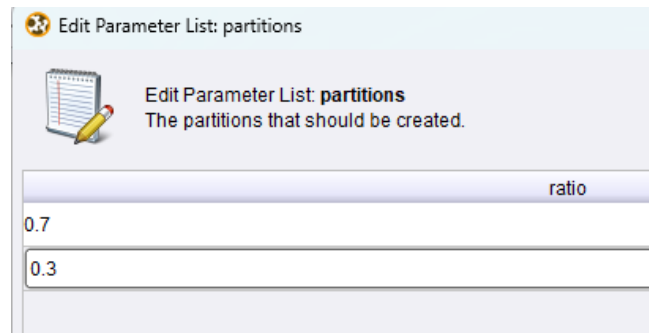 Edit Parameter List: partitions
Edit Parameter List: partitions
The partitions that should be created.
ratio
0.7
0.3